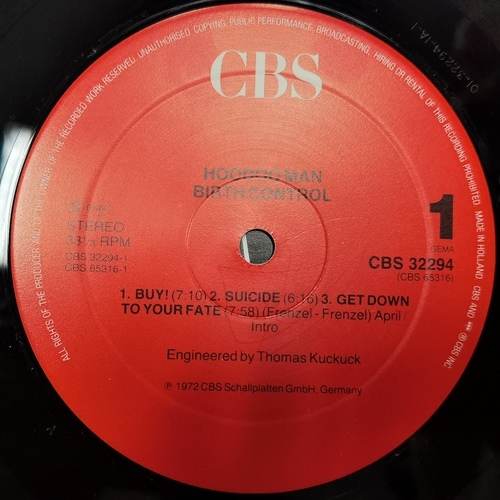 ALL RIGHTS OF THE PRODUCER AND OF THE OWNER OF THE RECORDED WORK RESERVED. UNAUTHORISED COPYING, PUBLIC PERFORMANCE, BROADCASTING, HIRING OR RENTAL OF THIS RECORDING PROHIBITED. MADE IN HOLLAND
CBS AND ARE ® CBS INC
CBS
HOODOO MAN
BIRTH CONTROL
STEREO
33⅓ RPM
CBS 32294-1
CBS 65316-1
1
GEMA
CBS 32294
(CBS 65316)
1. BUY! (7:10) 2. SUICIDE (6:16) 3. GET DOWN
TO YOUR FATE (7:58) (Frenzel - Frenzel) April /
Intro.
Engineered by Thomas Kuckuck
℗ 1972 CBS Schallplatten GmbH, Germany